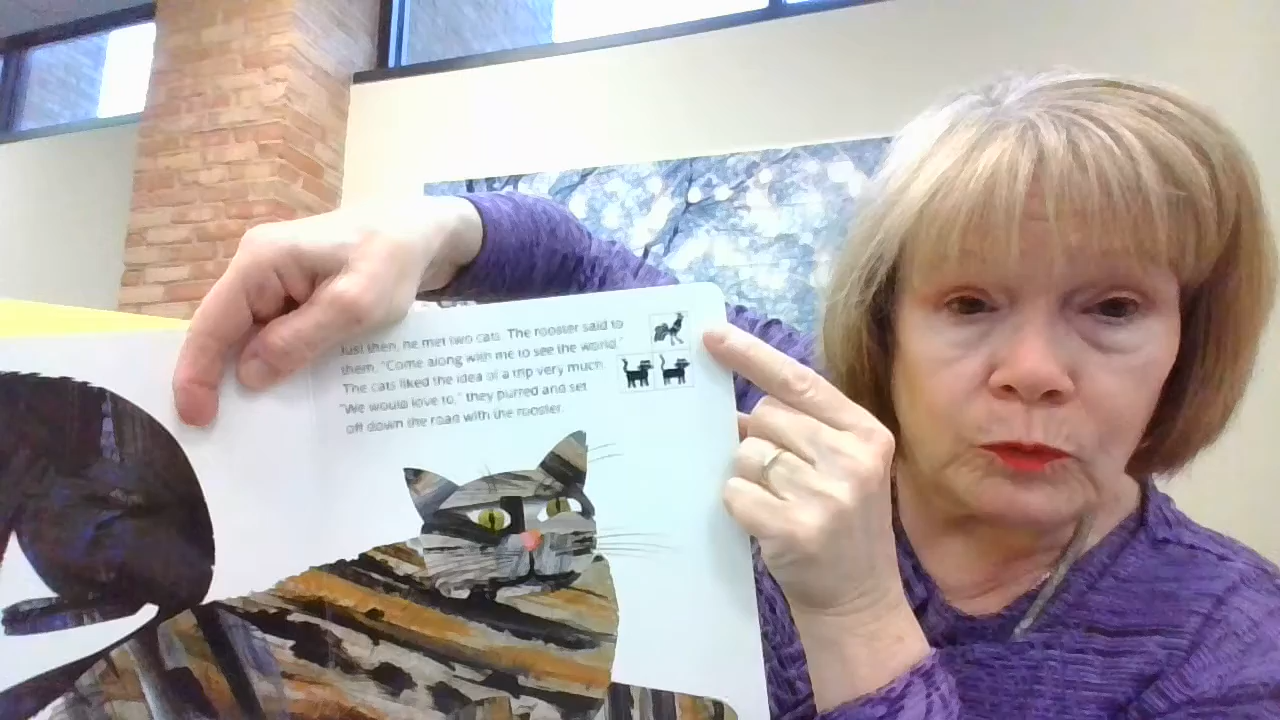 Just then, he met two cats. The rooster said to
them, "Come along with me to see the world."
The cats liked the idea of a trip very much.
"We would love to," they purred and set
off down the road with the rooster.